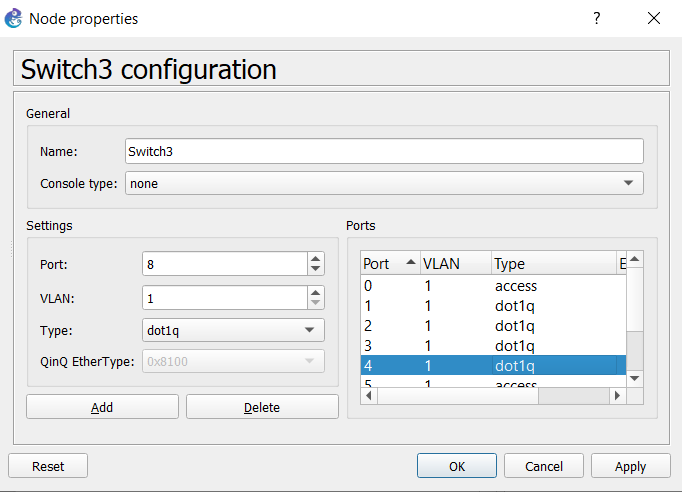 Node properties
?
Switch3 configuration
General
Name: Switch3
Console type: none
Settings
Port: 8
VLAN: 1
Type: dot1q
QinQ EtherType: 0x8100
Add Delete
Ports
Port VLAN Type E
0 1 access
1 1 dot1q
2 1 dot1q
3 1 dot1q
4 1 dot1q
5 1 access
Reset OK Cancel Apply